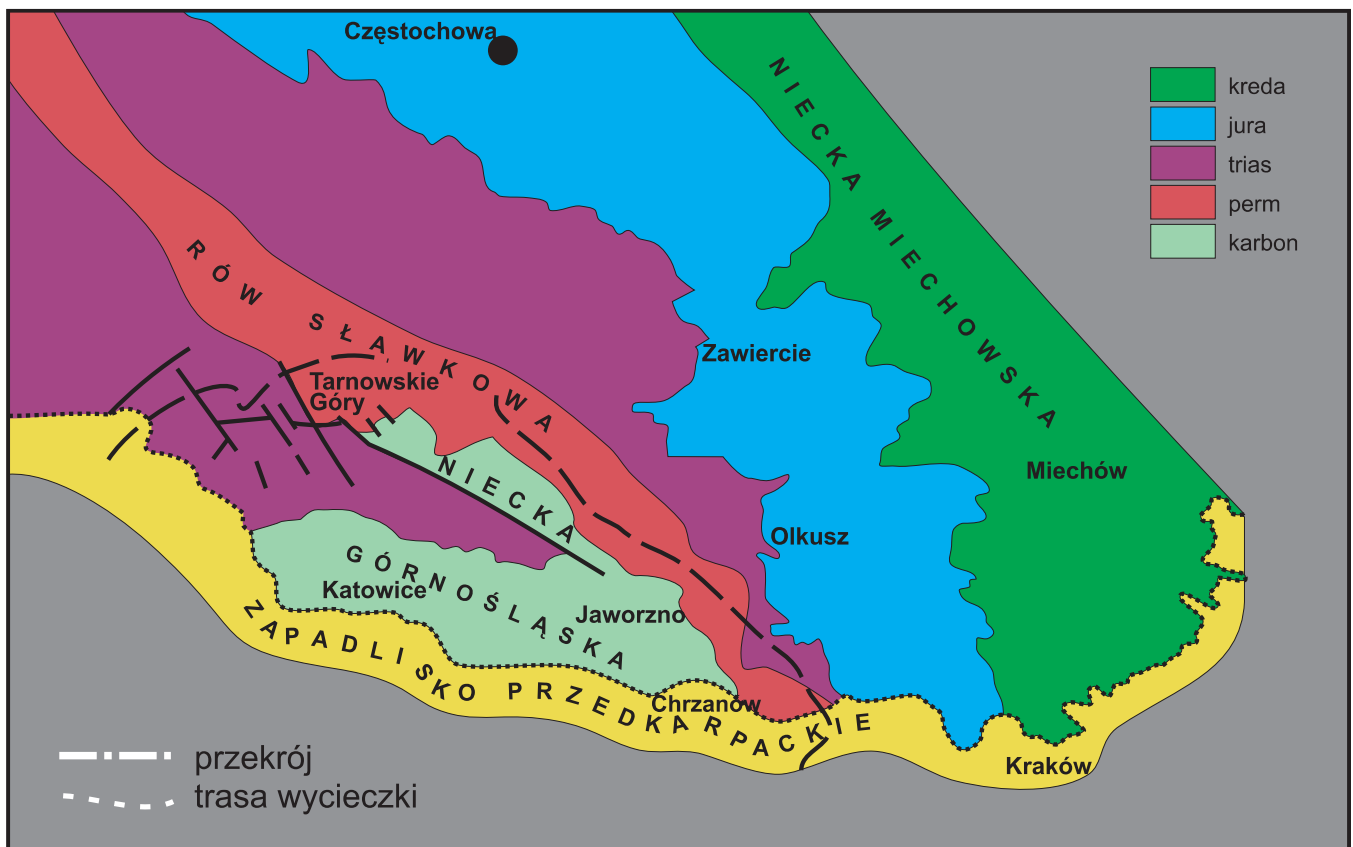 Częstochowa
NIECKA MIECHOWSKA
kreda
jura
trias
perm
karbon
RÓW SŁAWKOWA
Zawiercie
Tarnowskie
Góry
Miechów
NIECKA
GÓRNOŚLĄSKA
Olkusz
Katowice
Jaworzno
ZAPADLISKO PRZEDKARPACKIE
Chrzanów
Kraków
przekrój
trasa wycieczki